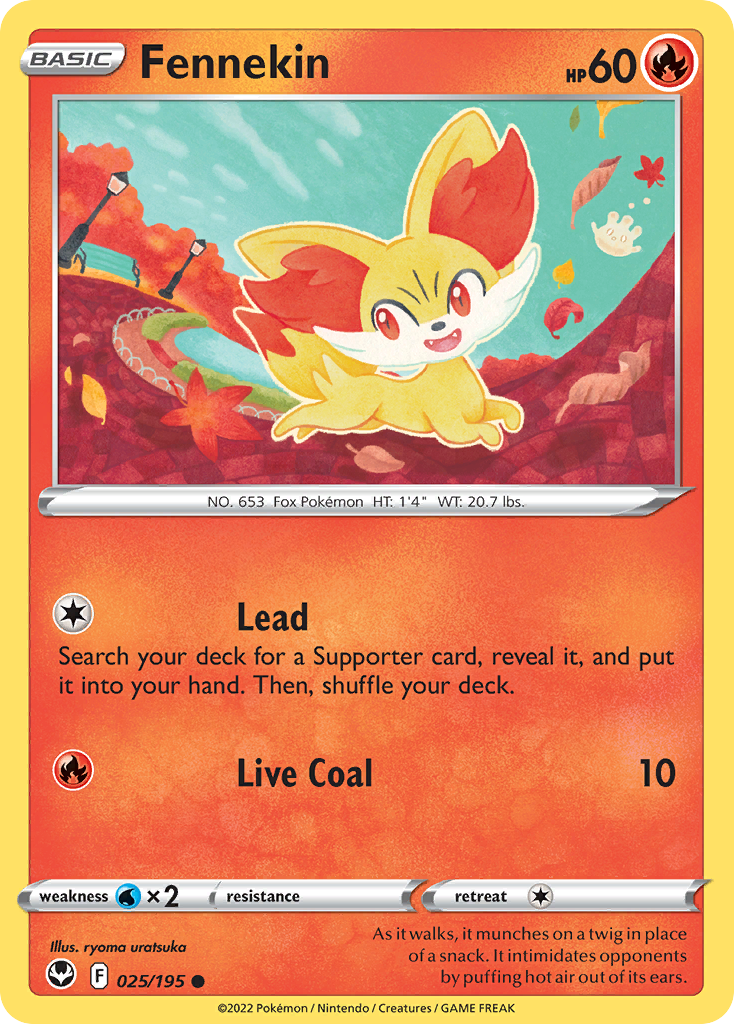 BASIC Fennekin HP60
NO. 653 Fox Pokémon HT: 1'4" WT: 20.7 lbs.
Lead
Search your deck for a Supporter card, reveal it, and put
it into your hand. Then, shuffle your deck.
Live Coal 10
weakness ×2 resistance retreat
Illus. ryoma uratsuka
As it walks, it munches on a twig in place
of a snack. It intimidates opponents
by puffing hot air out of its ears.
F 025/195
©2022 Pokémon / Nintendo / Creatures / GAME FREAK